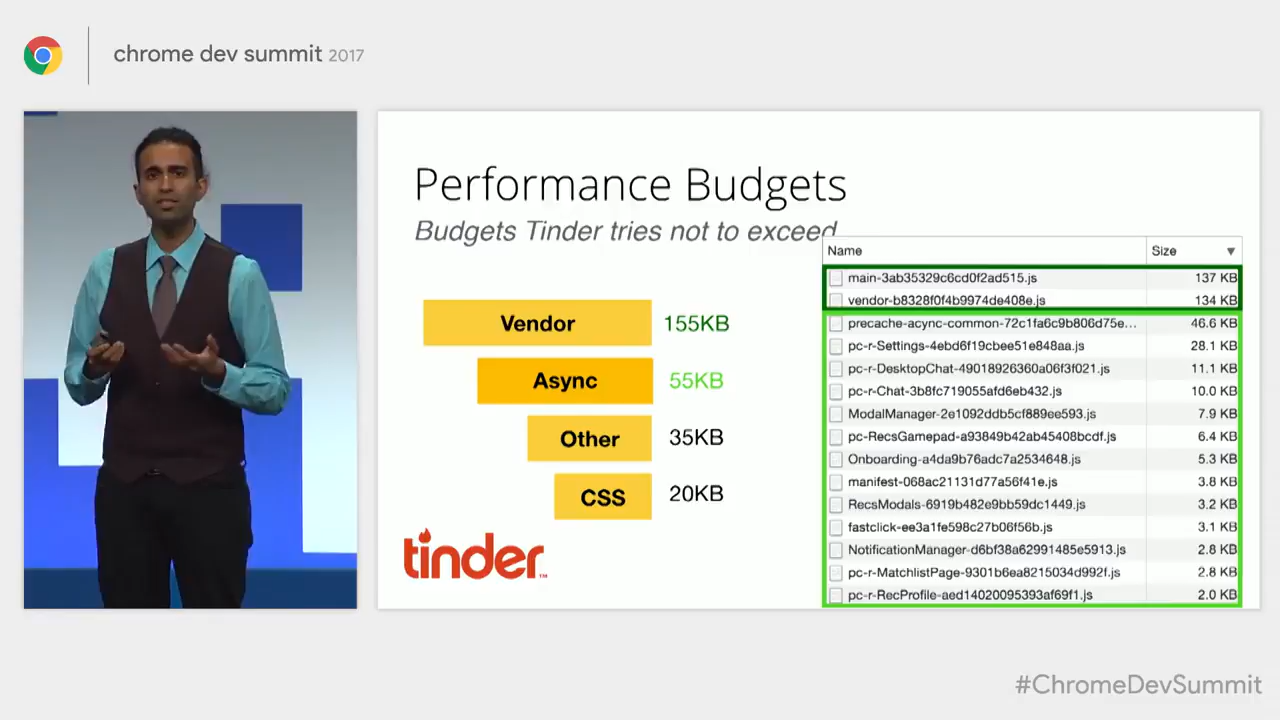 chrome dev summit 2017
Performance Budgets
Budgets Tinder tries not to exceed
Vendor 155KB
Async 55KB
Other 35KB
CSS 20KB
tinder™
Name Size
main-3ab35329c6cd0f2ad515.js 137 KB
vendor-b8328f0f4b9974de408e.js 134 KB
precache-acync-common-72c1fa6c9b806d75e... 46.6 KB
pc-r-Settings-4ebd6f19cbee51e848aa.js 28.1 KB
pc-r-DesktopChat-49018926360a06f3f021.js 11.1 KB
pc-r-Chat-3b8fc719055afd6eb432.js 10.0 KB
ModalManager-2e1092ddb5cf889ee593.js 7.9 KB
pc-RecsGamepad-a93849b42ab45408bcdf.js 6.4 KB
Onboarding-a4da9b76adc7a2534648.js 5.3 KB
manifest-068ac21131d77a56f41e.js 3.8 KB
RecsModals-6919b482e9bb59dc1449.js 3.2 KB
fastclick-ee3a1fe598c27b06f56b.js 3.1 KB
NotificationManager-d6bf38a62991485e5913.js 2.8 KB
pc-r-MatchlistPage-9301b6ea8215034d992f.js 2.8 KB
pc-r-RecProfile-aed14020095393af69f1.js 2.0 KB
#ChromeDevSummit